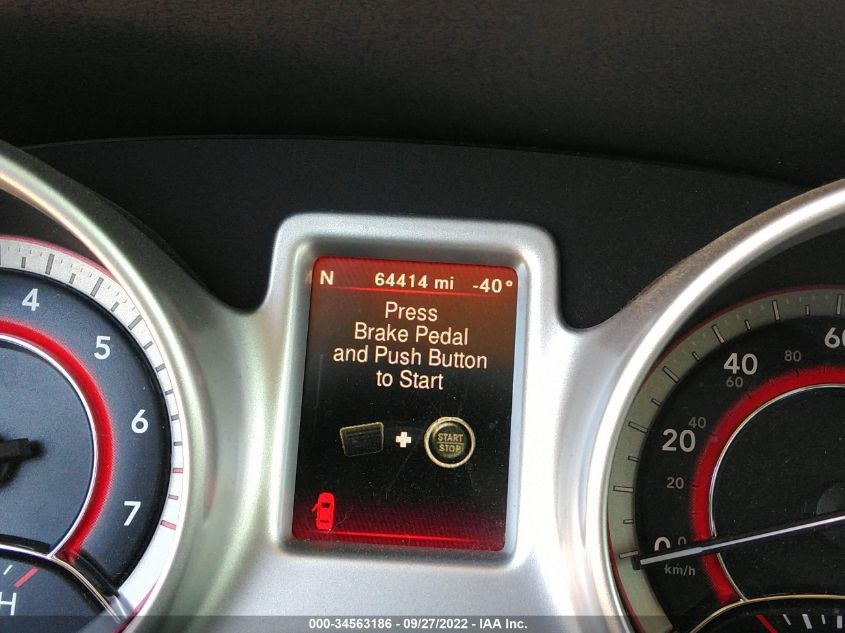 N 64414 mi -40°
Press
Brake Pedal
and Push Button
to Start
START
STOP
4
5
6
7
H
60
40 80
60
20 40
20
0 0
km/h
000-34563186 - 09/27/2022 - IAA Inc.